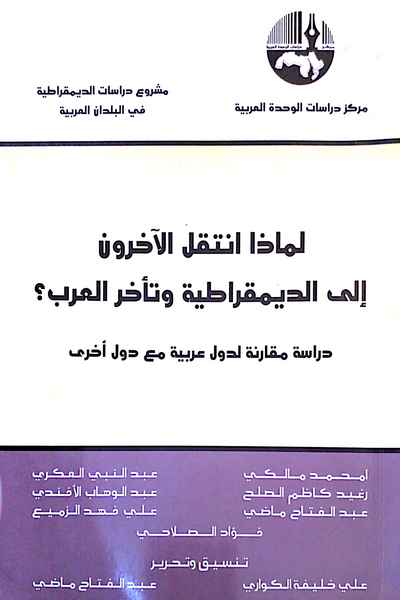 مركز دراسات الوحدة العربية
مشروع دراسات الديمقراطية
في البلدان العربية
لماذا انتقل الآخرون
إلى الديمقراطية وتأخر العرب؟
دراسة مقارنة لدول عربية مع دول أخرى
امحمد مالكي عبد النبي العكري
رغيد كاظم الصلح عبد الوهاب الأفندي
عبد الفتاح ماضي علي فهد الزميع
فؤاد الصلاحي
تنسيق وتحرير
علي خليفة الكواري عبد الفتاح ماضي